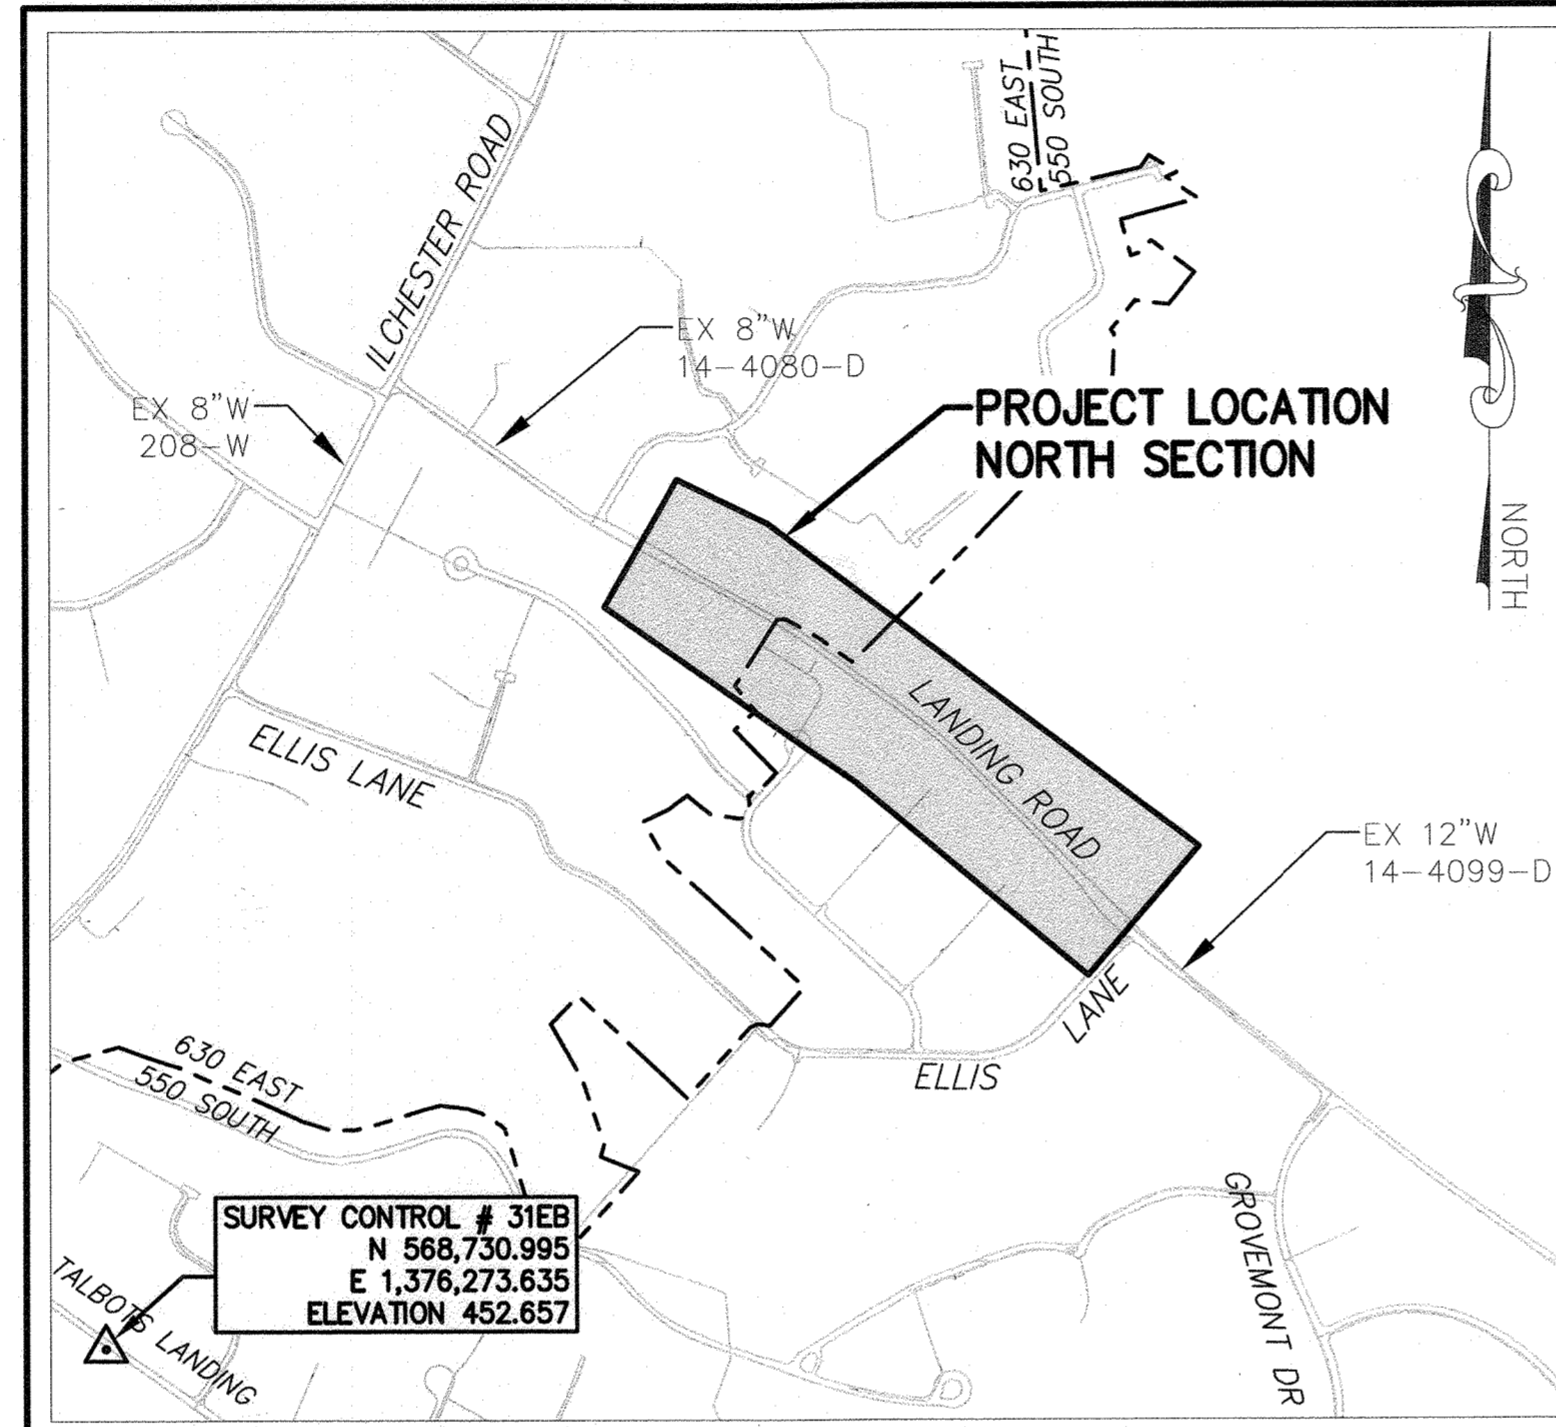 630 EAST
550 SOUTH
ILCHESTER ROAD
EX 8"W
14-4080-D
EX 8"W
208-W
PROJECT LOCATION
NORTH SECTION
NORTH
LANDING ROAD
ELLIS LANE
EX 12"W
14-4099-D
LANE
ELLIS
630 EAST
550 SOUTH
SURVEY CONTROL # 31EB
N 568,730.995
E 1,376,273.635
ELEVATION 452.657
TALBOTS LANDING
GROVEMONT DR